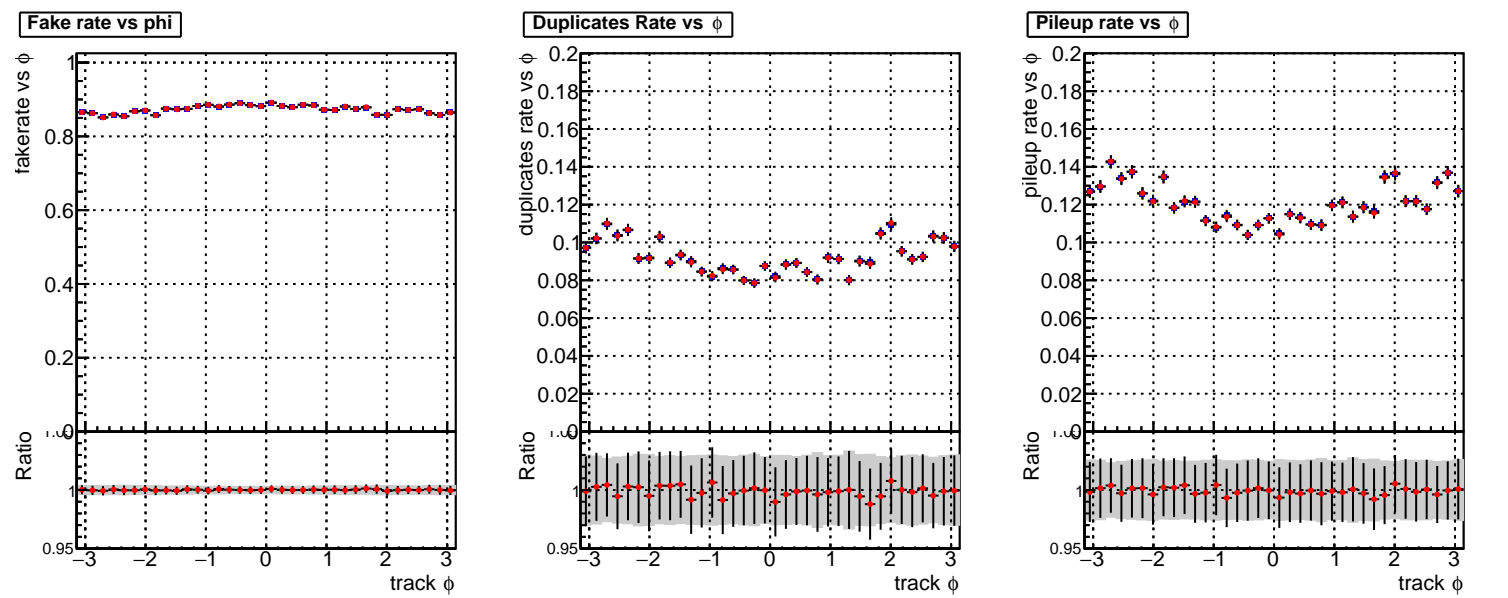 Fake rate vs phi
fakerate vs ϕ
1
0.8
0.6
0.4
0.2
0
Ratio
1
0.95
−3 −2 −1 0 1 2 3
track ϕ
Duplicates Rate vs ϕ
duplicates rate vs ϕ
0.2
0.18
0.16
0.14
0.12
0.1
0.08
0.06
0.04
0.02
0
Ratio
1
0.95
−3 −2 −1 0 1 2 3
track ϕ
Pileup rate vs ϕ
pileup rate vs ϕ
0.2
0.18
0.16
0.14
0.12
0.1
0.08
0.06
0.04
0.02
0
Ratio
1
0.95
−3 −2 −1 0 1 2 3
track ϕ